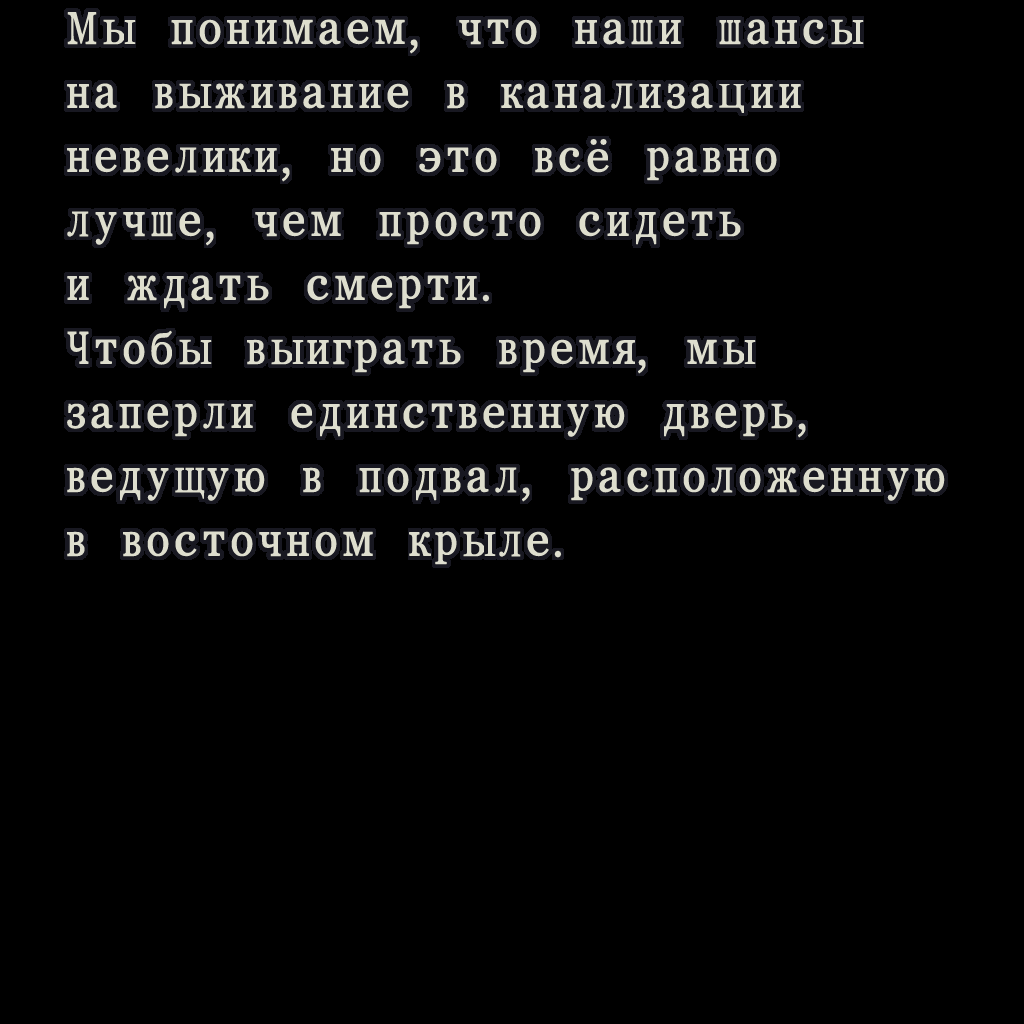 Мы понимаем, что наши шансы
на выживание в канализации
невелики, но это всё равно
лучше, чем просто сидеть
и ждать смерти.
Чтобы выиграть время, мы
заперли единственную дверь,
ведущую в подвал, расположенную
в восточном крыле.